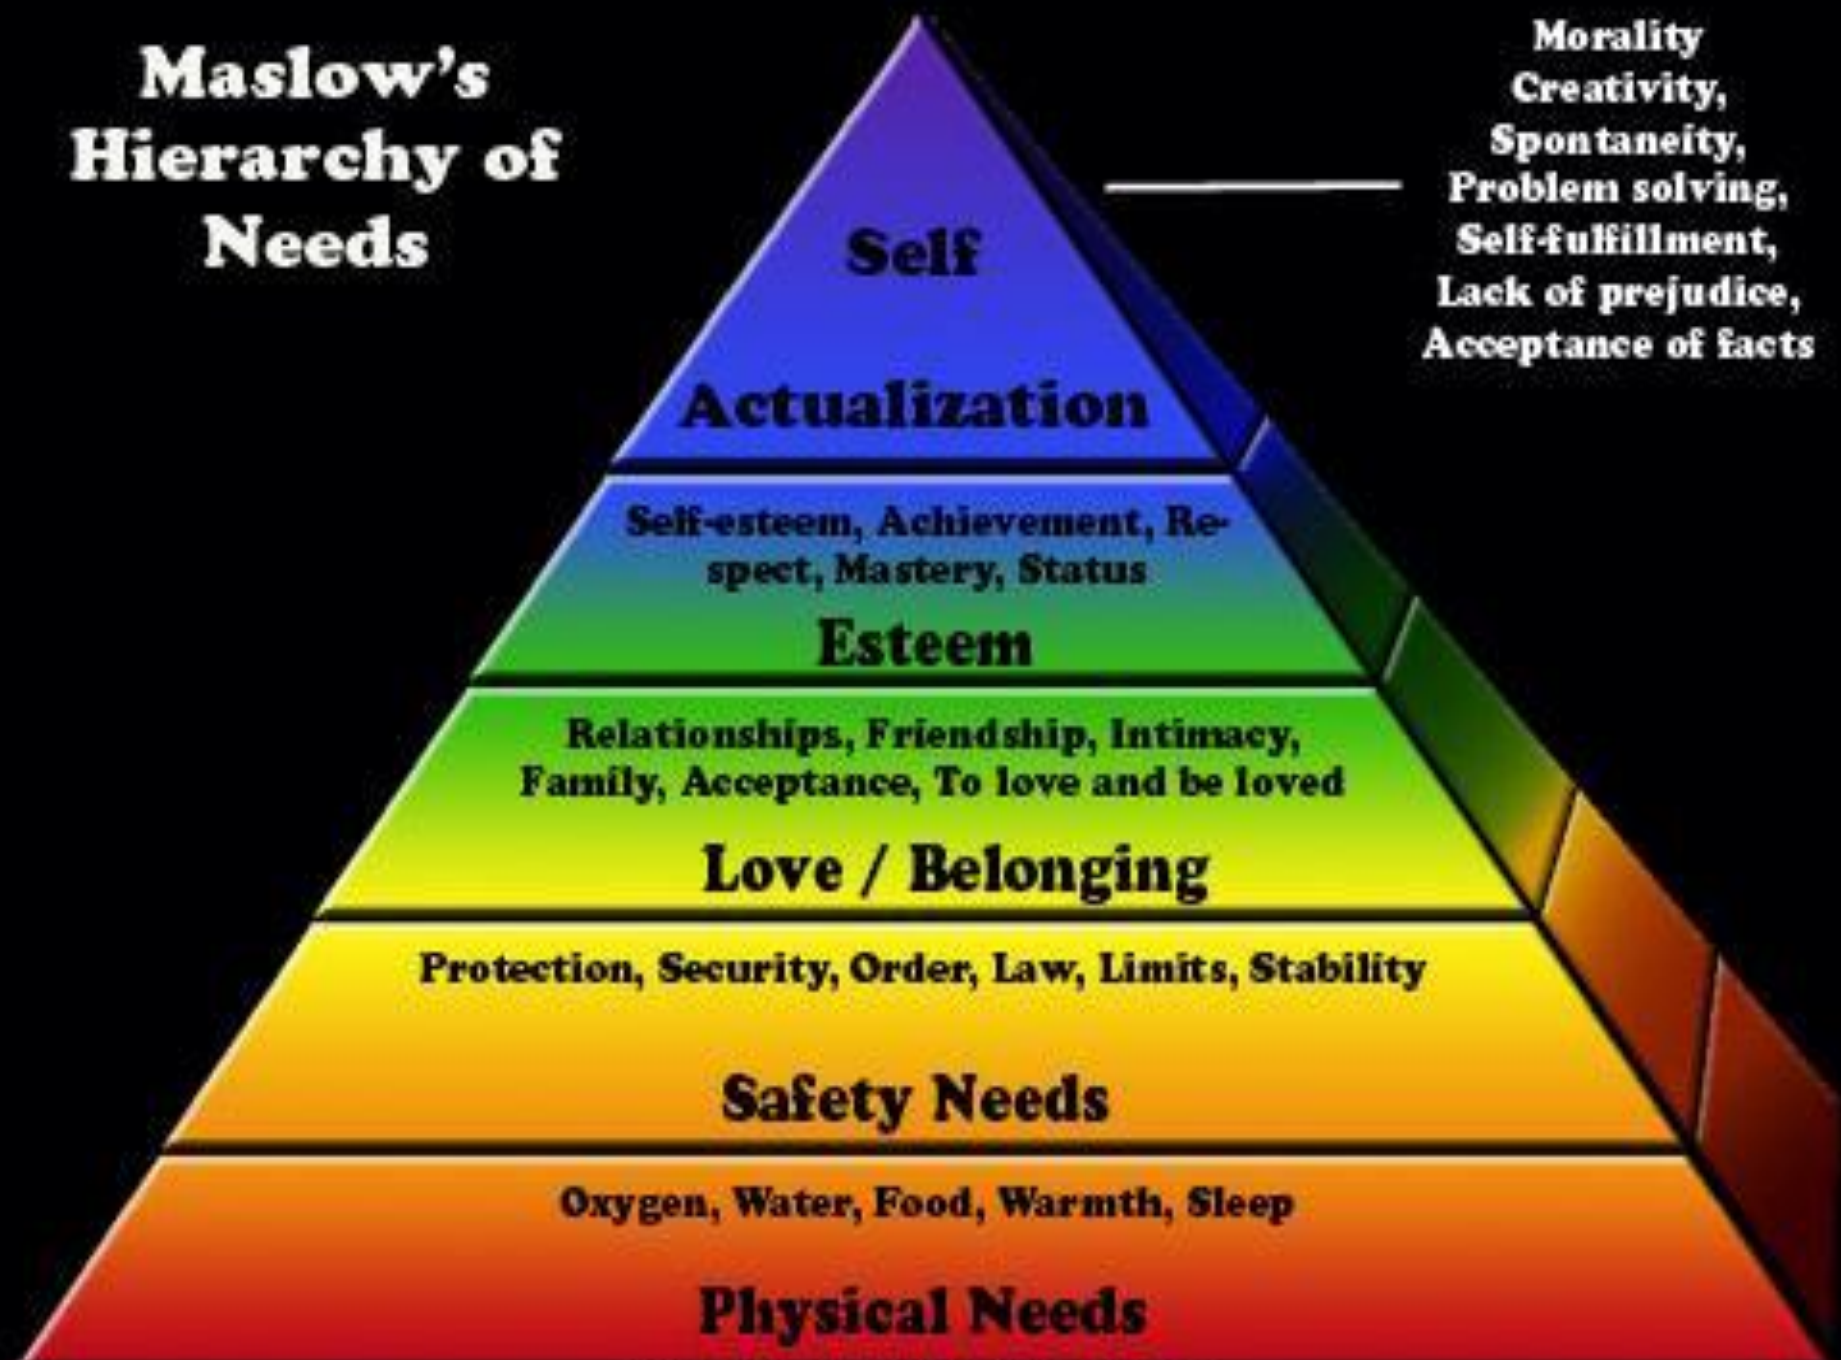 Maslow's
Hierarchy of
Needs
Morality
Creativity,
Spontaneity,
Problem solving,
Self-fulfillment,
Lack of prejudice,
Acceptance of facts
Self
Actualization
Self-esteem, Achievement, Re-
spect, Mastery, Status
Esteem
Relationships, Friendship, Intimacy,
Family, Acceptance, To love and be loved
Love / Belonging
Protection, Security, Order, Law, Limits, Stability
Safety Needs
Oxygen, Water, Food, Warmth, Sleep
Physical Needs